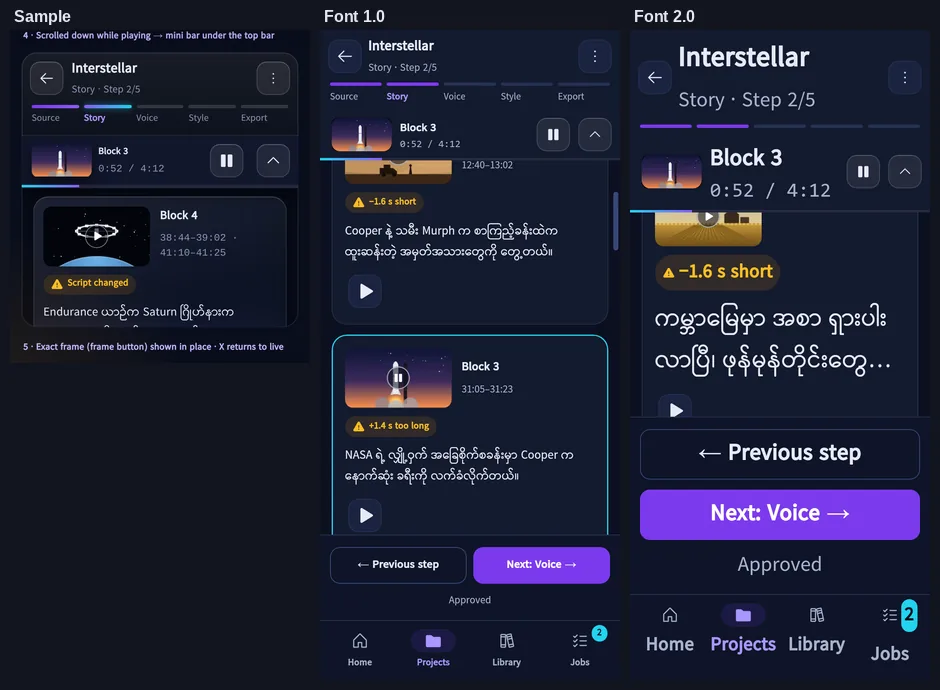 Sample
4 · Scrolled down while playing → mini bar under the top bar
← Interstellar
Story · Step 2/5
Source Story Voice Style Export
Block 3
0:52 / 4:12
Block 4
38:44–39:02 ·
41:10–41:25
Script changed
Endurance ယာဉ်က Saturn ဂြိုဟ်နားက
5 · Exact frame (frame button) shown in place · X returns to live
Font 1.0
← Interstellar
Story · Step 2/5
Source Story Voice Style Export
Block 3
0:52 / 4:12
12:40–13:02
−1.6 s short
Cooper နဲ့ သမီး Murph က စာကြည့်ခန်းထဲက
ထူးဆန်းတဲ့ အမှတ်အသားတွေကို တွေ့တယ်။
Block 3
31:05–31:23
+1.4 s too long
NASA ရဲ့ လျှို့ဝှက် အခြေစိုက်စခန်းမှာ Cooper က
နောက်ဆုံး ခရီးကို လက်ခံလိုက်တယ်။
← Previous step
Next: Voice →
Approved
Home Projects Library Jobs 2
Font 2.0
← Interstellar
Story · Step 2/5
Block 3
0:52 / 4:12
−1.6 s short
ကမ္ဘာမြေမှာ အစာ ရှားပါး
လာပြီ၊ ဖုန်မုန်တိုင်းတွေ…
← Previous step
Next: Voice →
Approved
Home Projects Library Jobs 2